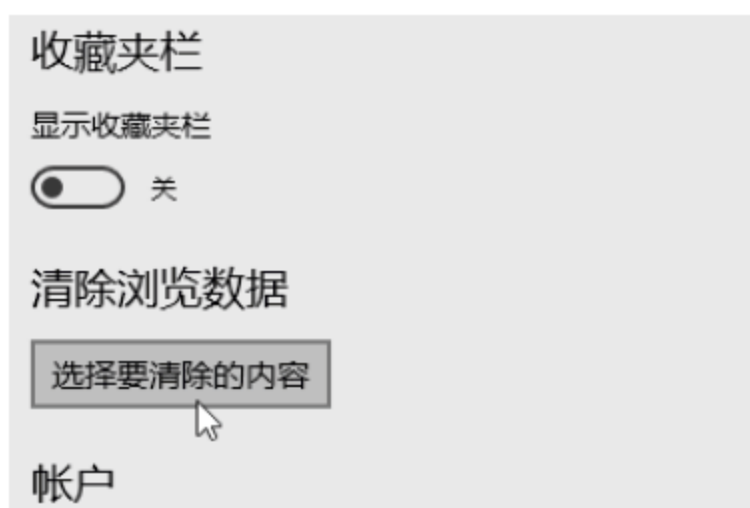 收藏夹栏
显示收藏夹栏
关
清除浏览数据
选择要清除的内容
帐户